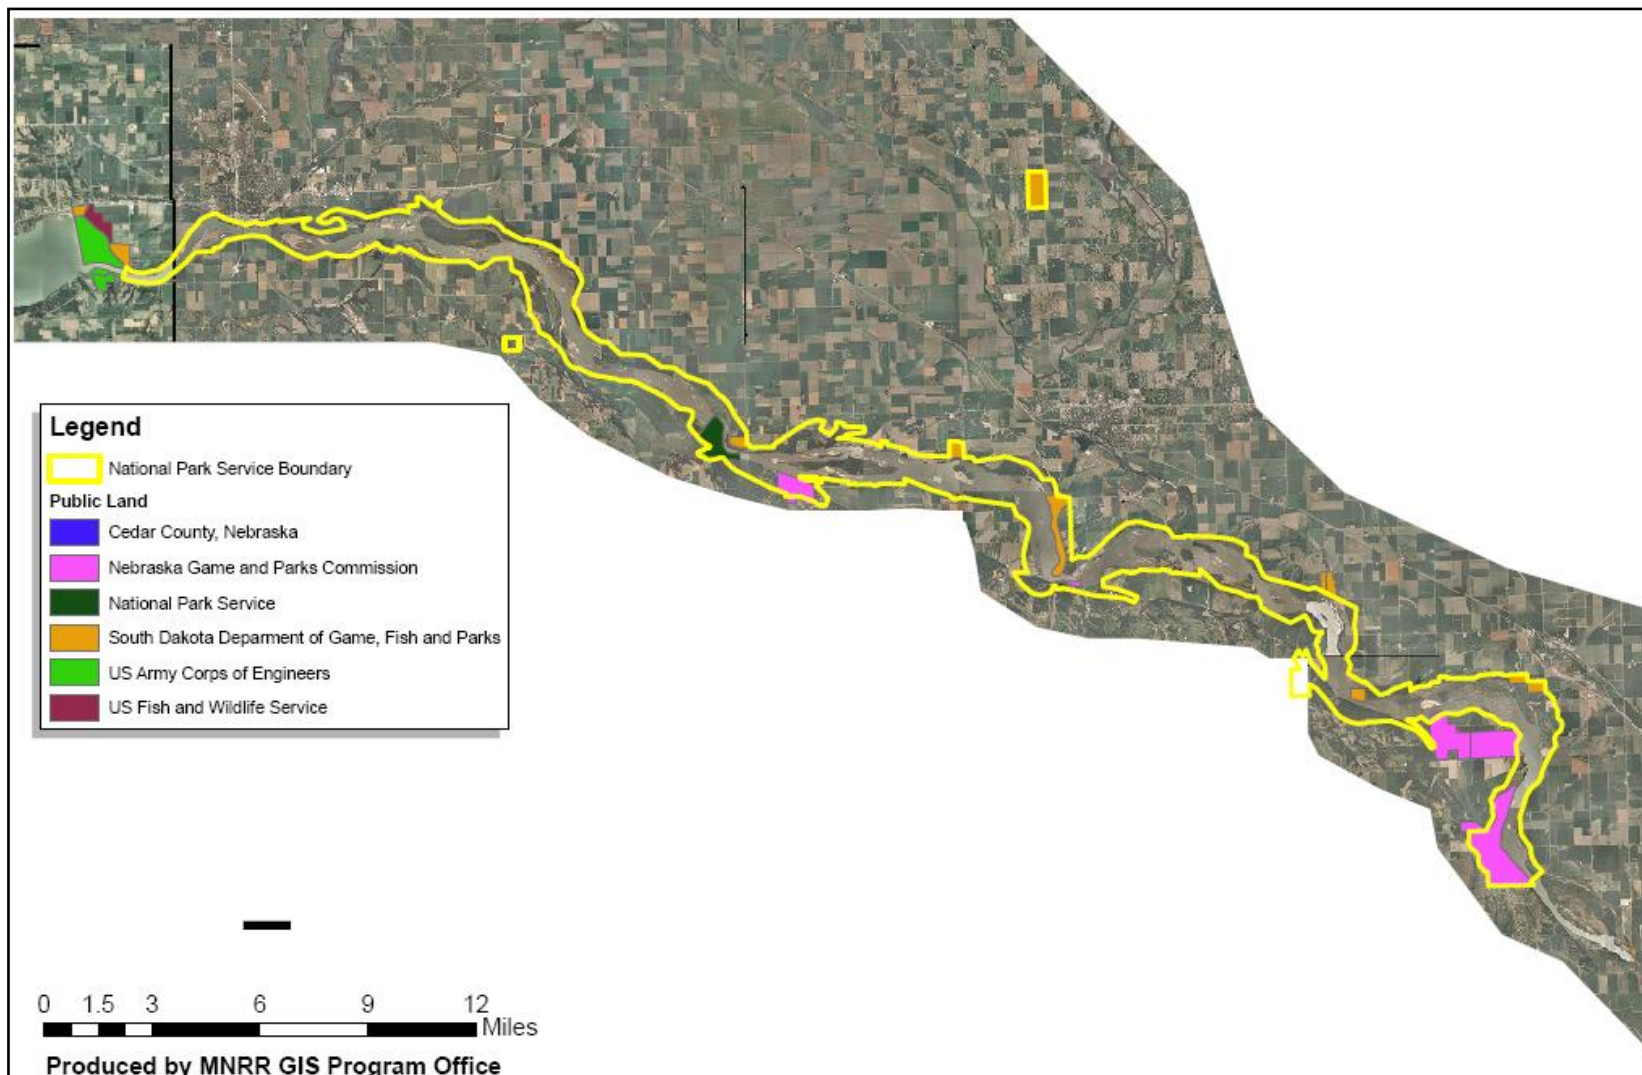 Legend
National Park Service Boundary
Public Land
Cedar County, Nebraska
Nebraska Game and Parks Commission
National Park Service
South Dakota Deparment of Game, Fish and Parks
US Army Corps of Engineers
US Fish and Wildlife Service
0 1.5 3 6 9 12
Miles
Produced by MNRR GIS Program Office